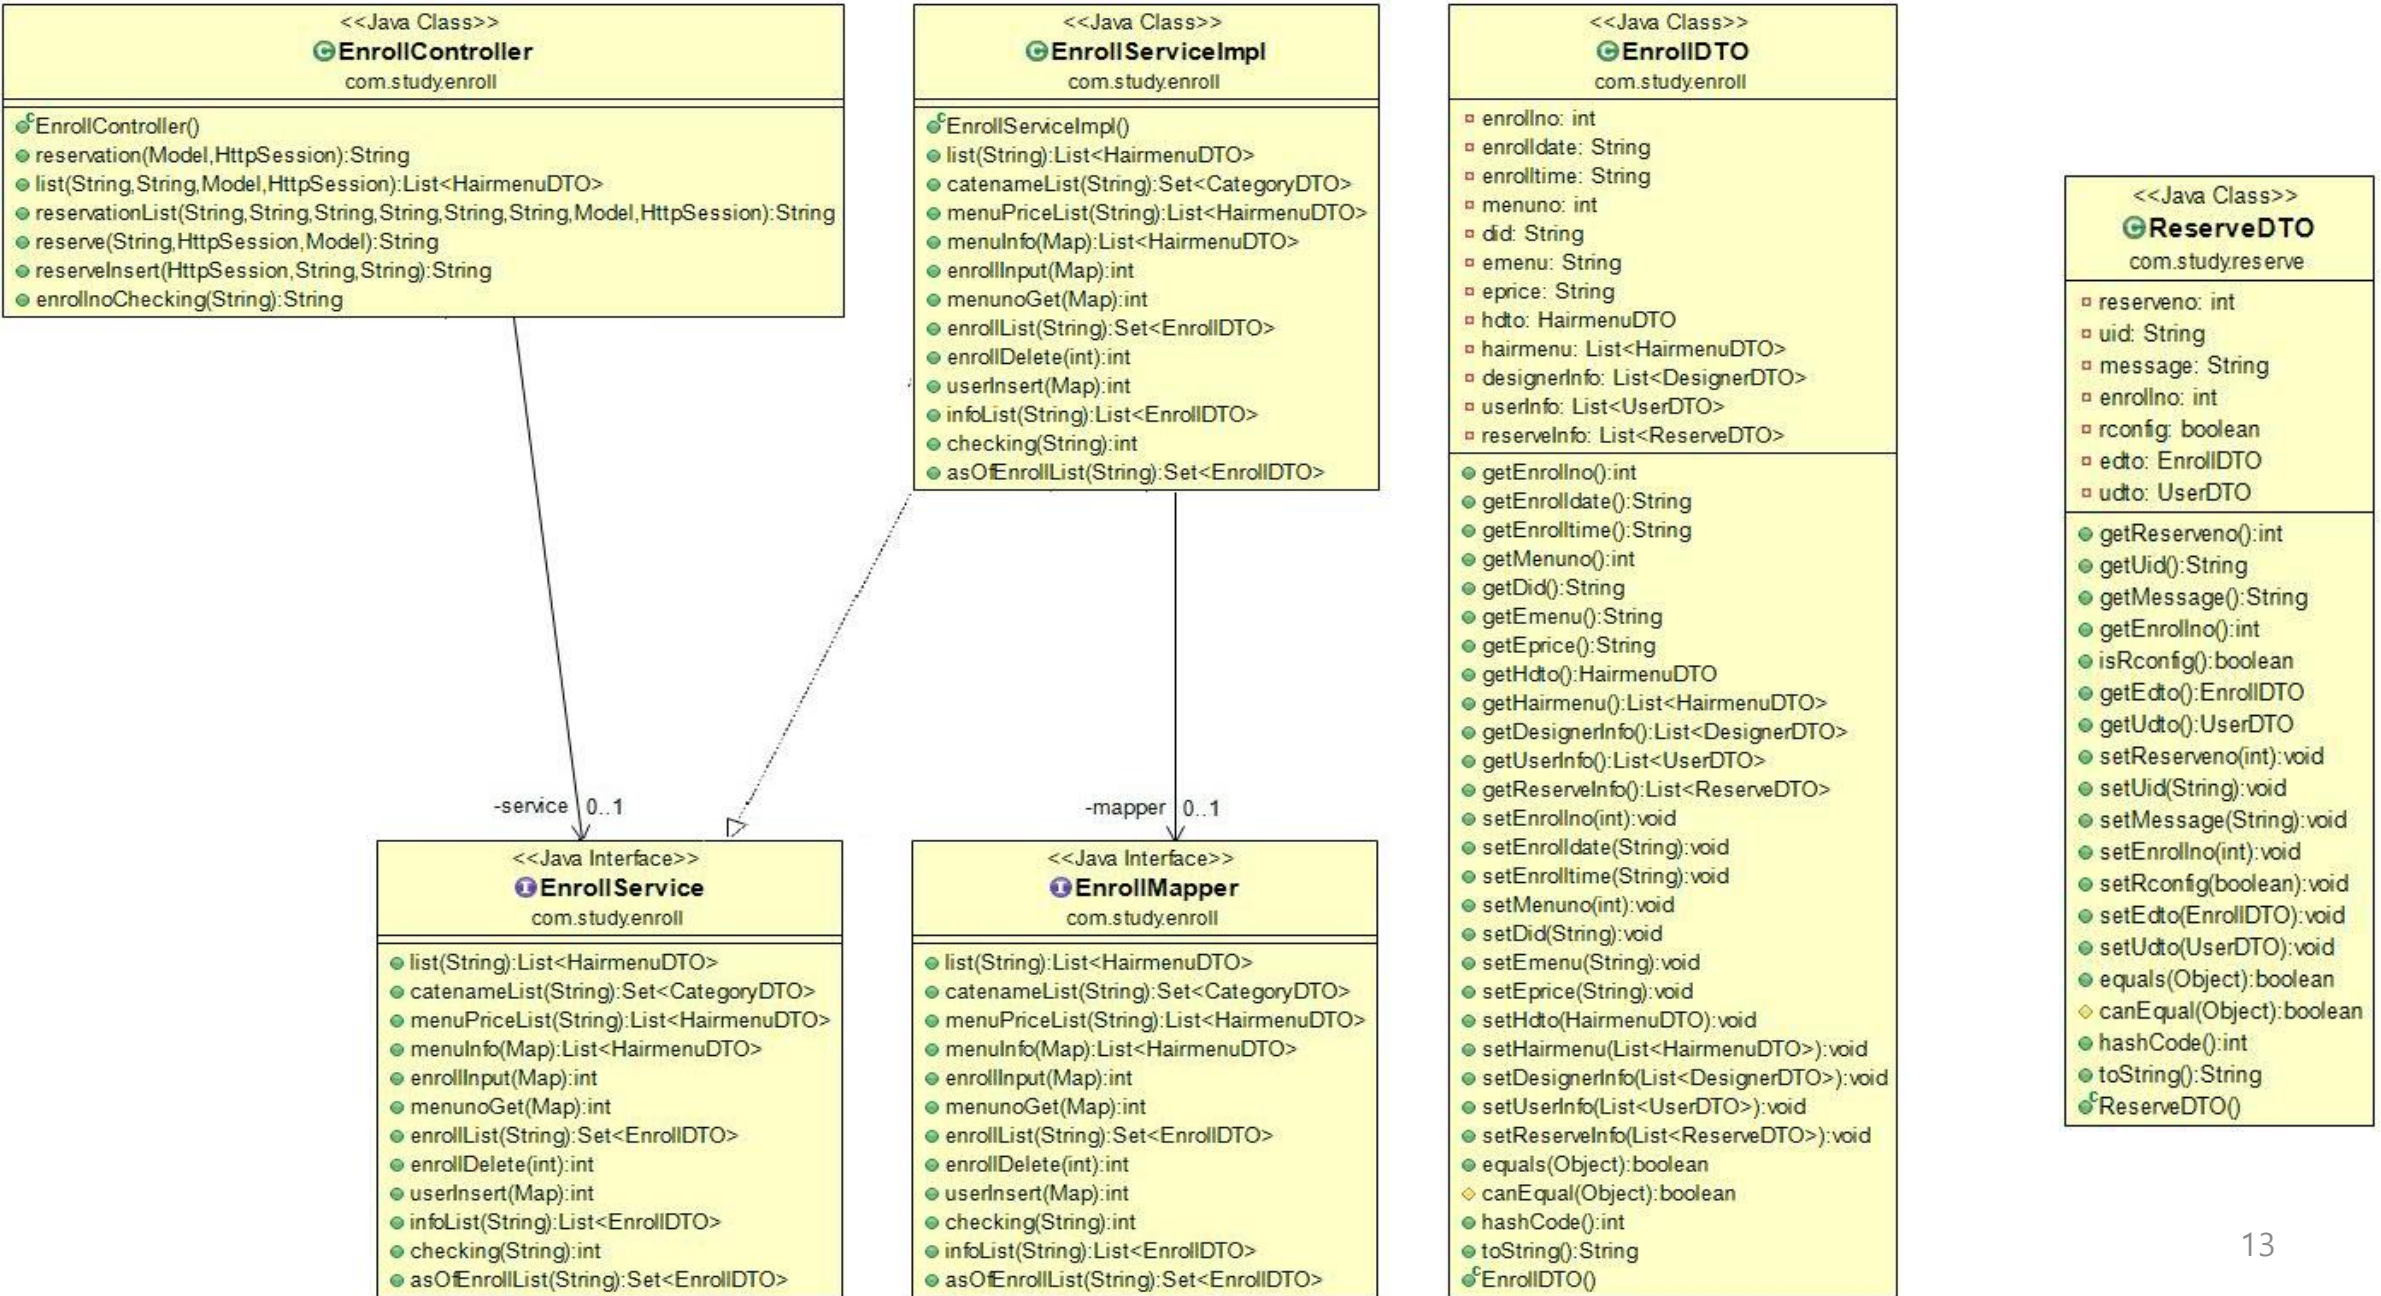 <<Java Class>>
EnrollController
com.study.enroll
EnrollController()
reservation(Model,HttpSession):String
list(String,String,Model,HttpSession):List<HairmenuDTO>
reservationList(String,String,String,String,String,String,Model,HttpSession):String
reserve(String,HttpSession,Model):String
reserveInsert(HttpSession,String,String):String
enrollnoChecking(String):String
<<Java Class>>
EnrollServiceImpl
com.study.enroll
EnrollServiceImpl()
list(String):List<HairmenuDTO>
catenameList(String):Set<CategoryDTO>
menuPriceList(String):List<HairmenuDTO>
menuInfo(Map):List<HairmenuDTO>
enrollInput(Map):int
menunoGet(Map):int
enrollList(String):Set<EnrollDTO>
enrollDelete(int):int
userInsert(Map):int
infoList(String):List<EnrollDTO>
checking(String):int
asOfEnrollList(String):Set<EnrollDTO>
<<Java Class>>
EnrollDTO
com.study.enroll
enrollno: int
enrolldate: String
enrolltime: String
menuno: int
did: String
emenu: String
eprice: String
hdto: HairmenuDTO
hairmenu: List<HairmenuDTO>
designerInfo: List<DesignerDTO>
userInfo: List<UserDTO>
reserveInfo: List<ReserveDTO>
getEnrollno():int
getEnrolldate():String
getEnrolltime():String
getMenuno():int
getDid():String
getEmenu():String
getEprice():String
getHdto():HairmenuDTO
getHairmenu():List<HairmenuDTO>
getDesignerInfo():List<DesignerDTO>
getUserInfo():List<UserDTO>
getReserveInfo():List<ReserveDTO>
setEnrollno(int):void
setEnrolldate(String):void
setEnrolltime(String):void
setMenuno(int):void
setDid(String):void
setEmenu(String):void
setEprice(String):void
setHdto(HairmenuDTO):void
setHairmenu(List<HairmenuDTO>):void
setDesignerInfo(List<DesignerDTO>):void
setUserInfo(List<UserDTO>):void
setReserveInfo(List<ReserveDTO>):void
equals(Object):boolean
canEqual(Object):boolean
hashCode():int
toString():String
EnrollDTO()
<<Java Class>>
ReserveDTO
com.study.reserve
reserveno: int
uid: String
message: String
enrollno: int
rconfig: boolean
edto: EnrollDTO
udto: UserDTO
getReserveno():int
getUid():String
getMessage():String
getEnrollno():int
isRconfig():boolean
getEdto():EnrollDTO
getUdto():UserDTO
setReserveno(int):void
setUid(String):void
setMessage(String):void
setEnrollno(int):void
setRconfig(boolean):void
setEdto(EnrollDTO):void
setUdto(UserDTO):void
equals(Object):boolean
canEqual(Object):boolean
hashCode():int
toString():String
ReserveDTO()
-service 0..1
-mapper 0..1
<<Java Interface>>
EnrollService
com.study.enroll
list(String):List<HairmenuDTO>
catenameList(String):Set<CategoryDTO>
menuPriceList(String):List<HairmenuDTO>
menuInfo(Map):List<HairmenuDTO>
enrollInput(Map):int
menunoGet(Map):int
enrollList(String):Set<EnrollDTO>
enrollDelete(int):int
userInsert(Map):int
infoList(String):List<EnrollDTO>
checking(String):int
asOfEnrollList(String):Set<EnrollDTO>
<<Java Interface>>
EnrollMapper
com.study.enroll
list(String):List<HairmenuDTO>
catenameList(String):Set<CategoryDTO>
menuPriceList(String):List<HairmenuDTO>
menuInfo(Map):List<HairmenuDTO>
enrollInput(Map):int
menunoGet(Map):int
enrollList(String):Set<EnrollDTO>
enrollDelete(int):int
userInsert(Map):int
checking(String):int
infoList(String):List<EnrollDTO>
asOfEnrollList(String):Set<EnrollDTO>
13